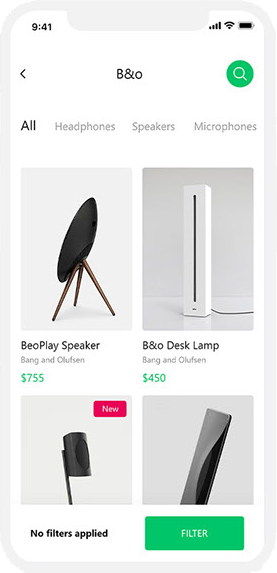 9:41
B&o
All Headphones Speakers Microphones
BeoPlay Speaker
Bang and Olufsen
$755
B&o Desk Lamp
Bang and Olufsen
$450
New
No filters applied
FILTER